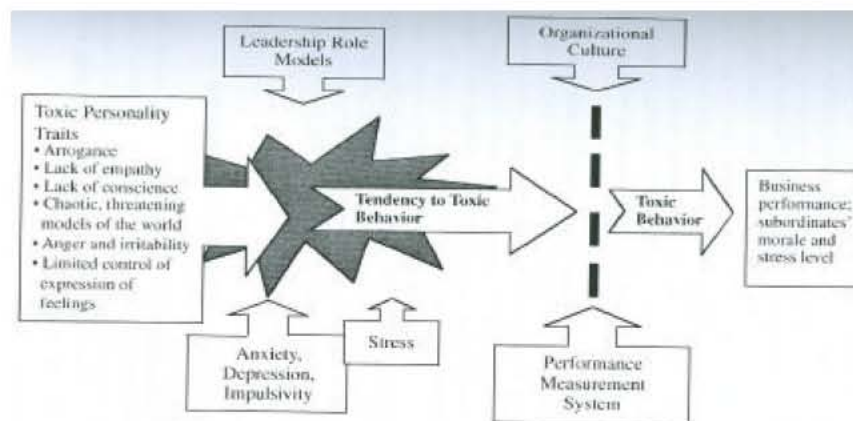 Leadership Role
Models
Organizational
Culture
Toxic Personality
Traits
• Arrogance
• Lack of empathy
• Lack of conscience
• Chaotic, threatening
models of the world
• Anger and irritability
• Limited control of
expression of
feelings
Tendency to Toxic
Behavior
Toxic
Behavior
Business
performance;
subordinates'
morale and
stress level
Anxiety,
Depression,
Impulsivity
Stress
Performance
Measurement
System